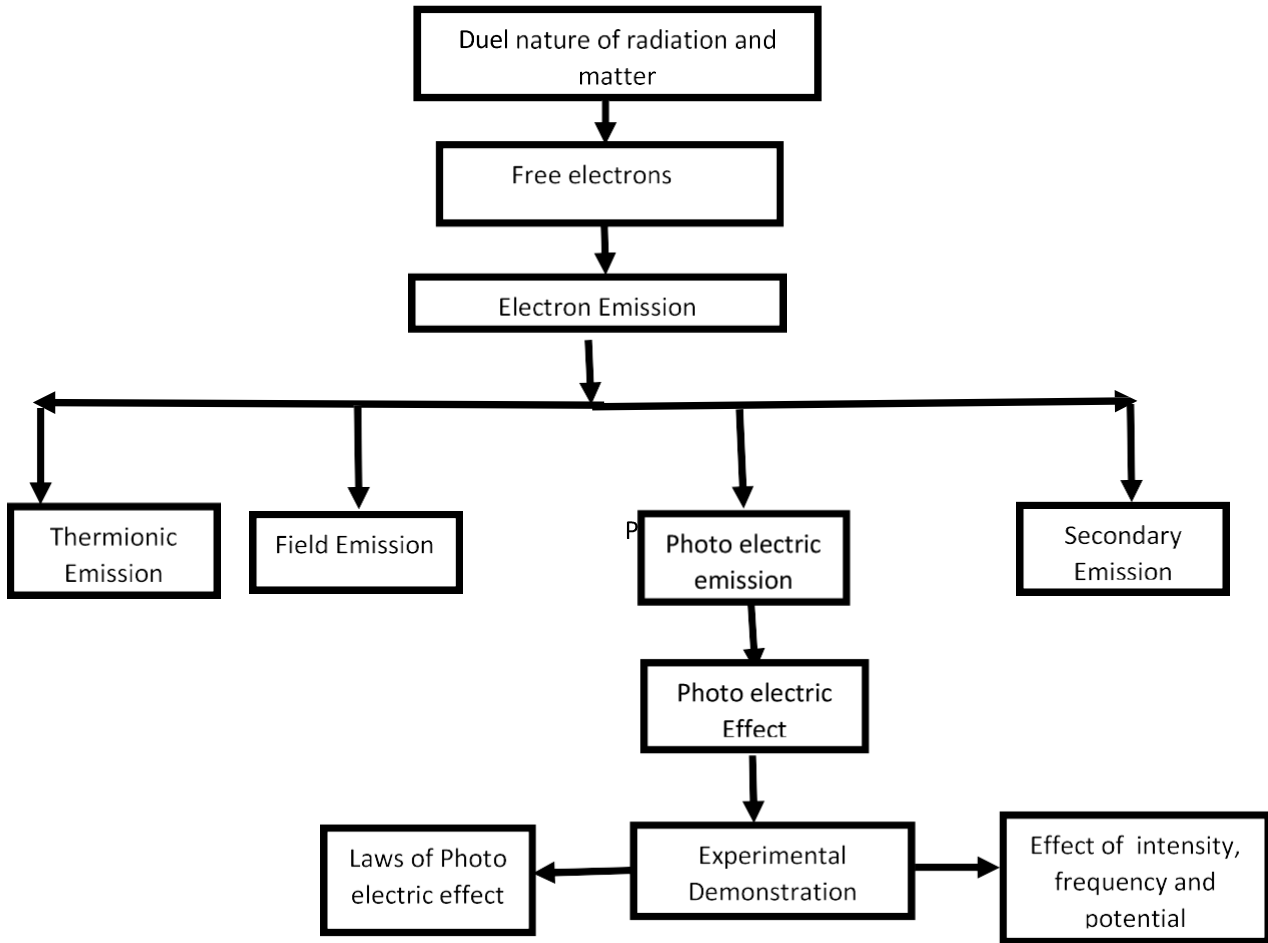 Duel nature of radiation and
matter
Free electrons
Electron Emission
Thermionic
Emission
Field Emission
P
Photo electric
emission
Secondary
Emission
Photo electric
Effect
Laws of Photo
electric effect
Experimental
Demonstration
Effect of intensity,
frequency and
potential